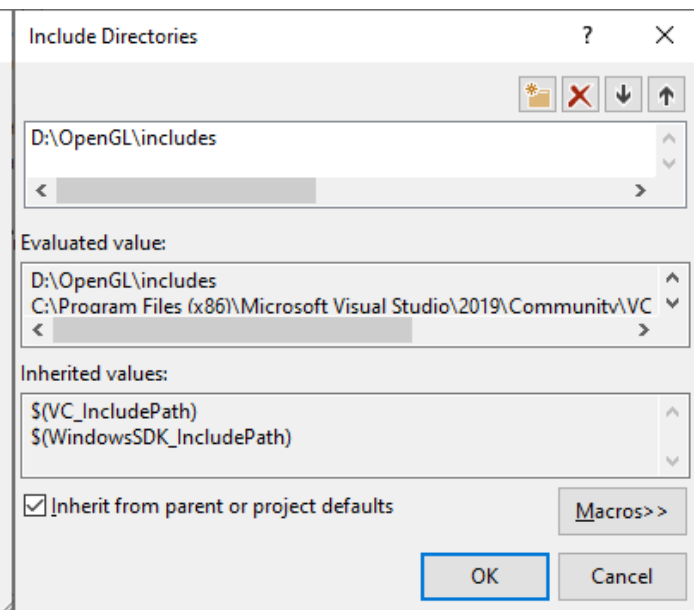 Include Directories
D:\OpenGL\includes
Evaluated value:
D:\OpenGL\includes
C:\Program Files (x86)\Microsoft Visual Studio\2019\Community\VC
Inherited values:
$(VC_IncludePath)
$(WindowsSDK_IncludePath)
Inherit from parent or project defaults
Macros>>
OK
Cancel